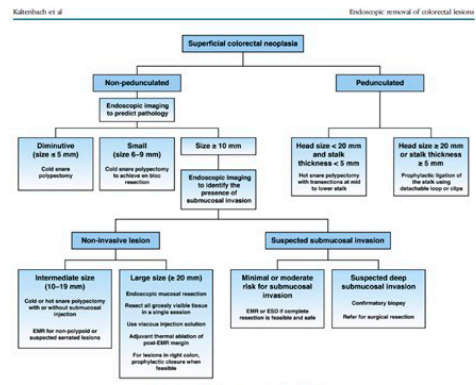 Kaltenbach et al
Endoscopic removal of colorectal lesions
Superficial colorectal neoplasia
Non-pedunculated
Pedunculated
Endoscopic imaging
to predict pathology
Diminutive
(size ≤ 5 mm)
Cold snare
polypectomy
Small
(size 6–9 mm)
Cold snare polypectomy
to achieve en bloc
resection
Size ≥ 10 mm
Head size < 20 mm
and stalk
thickness < 5 mm
Hot snare polypectomy
with transections at mid
to lower stalk
Head size ≥ 20 mm
or stalk thickness
≥ 5 mm
Prophylactic ligation of
the stalk using
detachable loop or clips
Endoscopic imaging
to identify the
presence of
submucosal invasion
Non-invasive lesion
Suspected submucosal invasion
Intermediate size
(10–19 mm)
Cold or hot snare polypectomy
with or without submucosal
injection
EMR for non-polypoid or
suspected serrated lesions
Large size (≥ 20 mm)
Endoscopic mucosal resection
Resect all grossly visible tissue
in a single session
Use viscous injection solution
Adjuvant thermal ablation of
post-EMR margin
For lesions in right colon,
prophylactic closure when
feasible
Minimal or moderate
risk for submucosal
invasion
EMR or ESD if complete
resection is feasible and safe
Suspected deep
submucosal invasion
Confirmatory biopsy
Refer for surgical resection